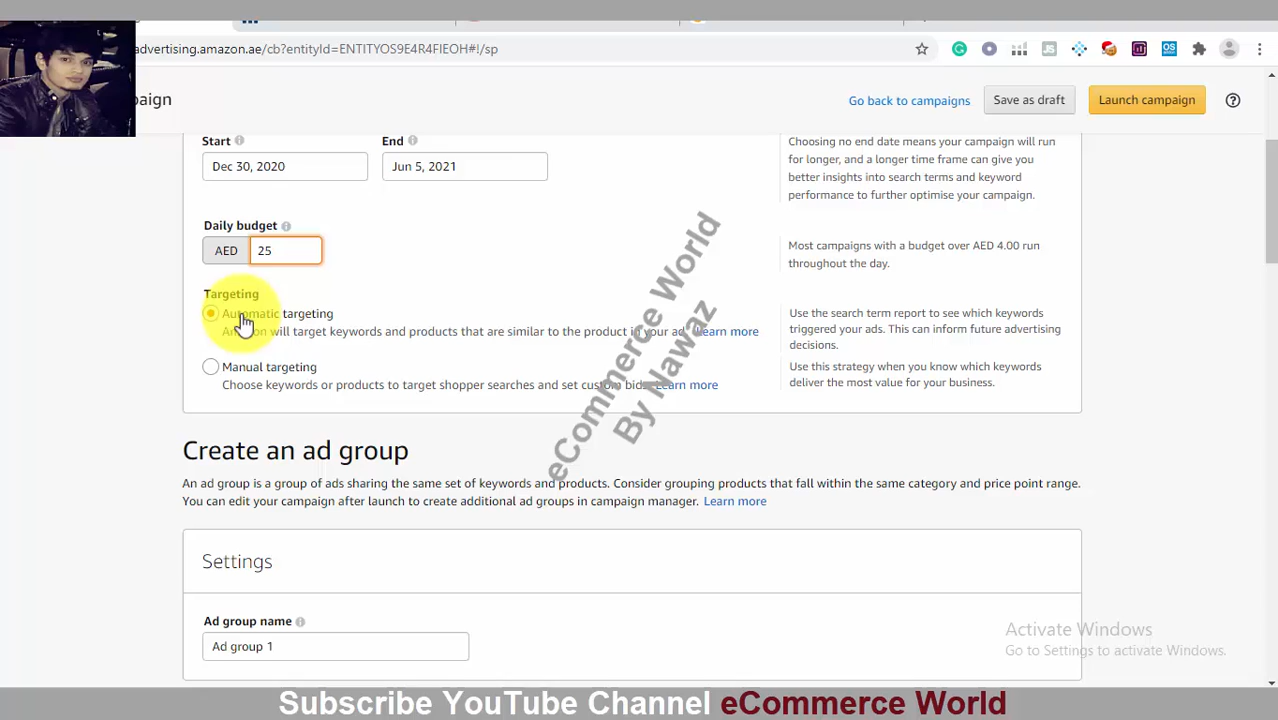 advertising.amazon.ae/cb?entityId=ENTITYOS9E4R4FIEOH#!/sp
JS
OS
paign
Go back to campaigns
Save as draft
Launch campaign
Start
End
Choosing no end date means your campaign will run
for longer, and a longer time frame can give you
better insights into search terms and keyword
performance to further optimise your campaign.
Dec 30, 2020
Jun 5, 2021
Daily budget
AED
25
Most campaigns with a budget over AED 4.00 run
throughout the day.
Targeting
Automatic targeting
will target keywords and products that are similar to the product in your ad. Learn more
Use the search term report to see which keywords
triggered your ads. This can inform future advertising
decisions.
Manual targeting
Choose keywords or products to target shopper searches and set custom bids. Learn more
Use this strategy when you know which keywords
deliver the most value for your business.
eCommerce World
By Nawaz
Create an ad group
An ad group is a group of ads sharing the same set of keywords and products. Consider grouping products that fall within the same category and price point range.
You can edit your campaign after launch to create additional ad groups in campaign manager. Learn more
Settings
Ad group name
Ad group 1
Activate Windows
Go to Settings to activate Windows.
Subscribe YouTube Channel eCommerce World